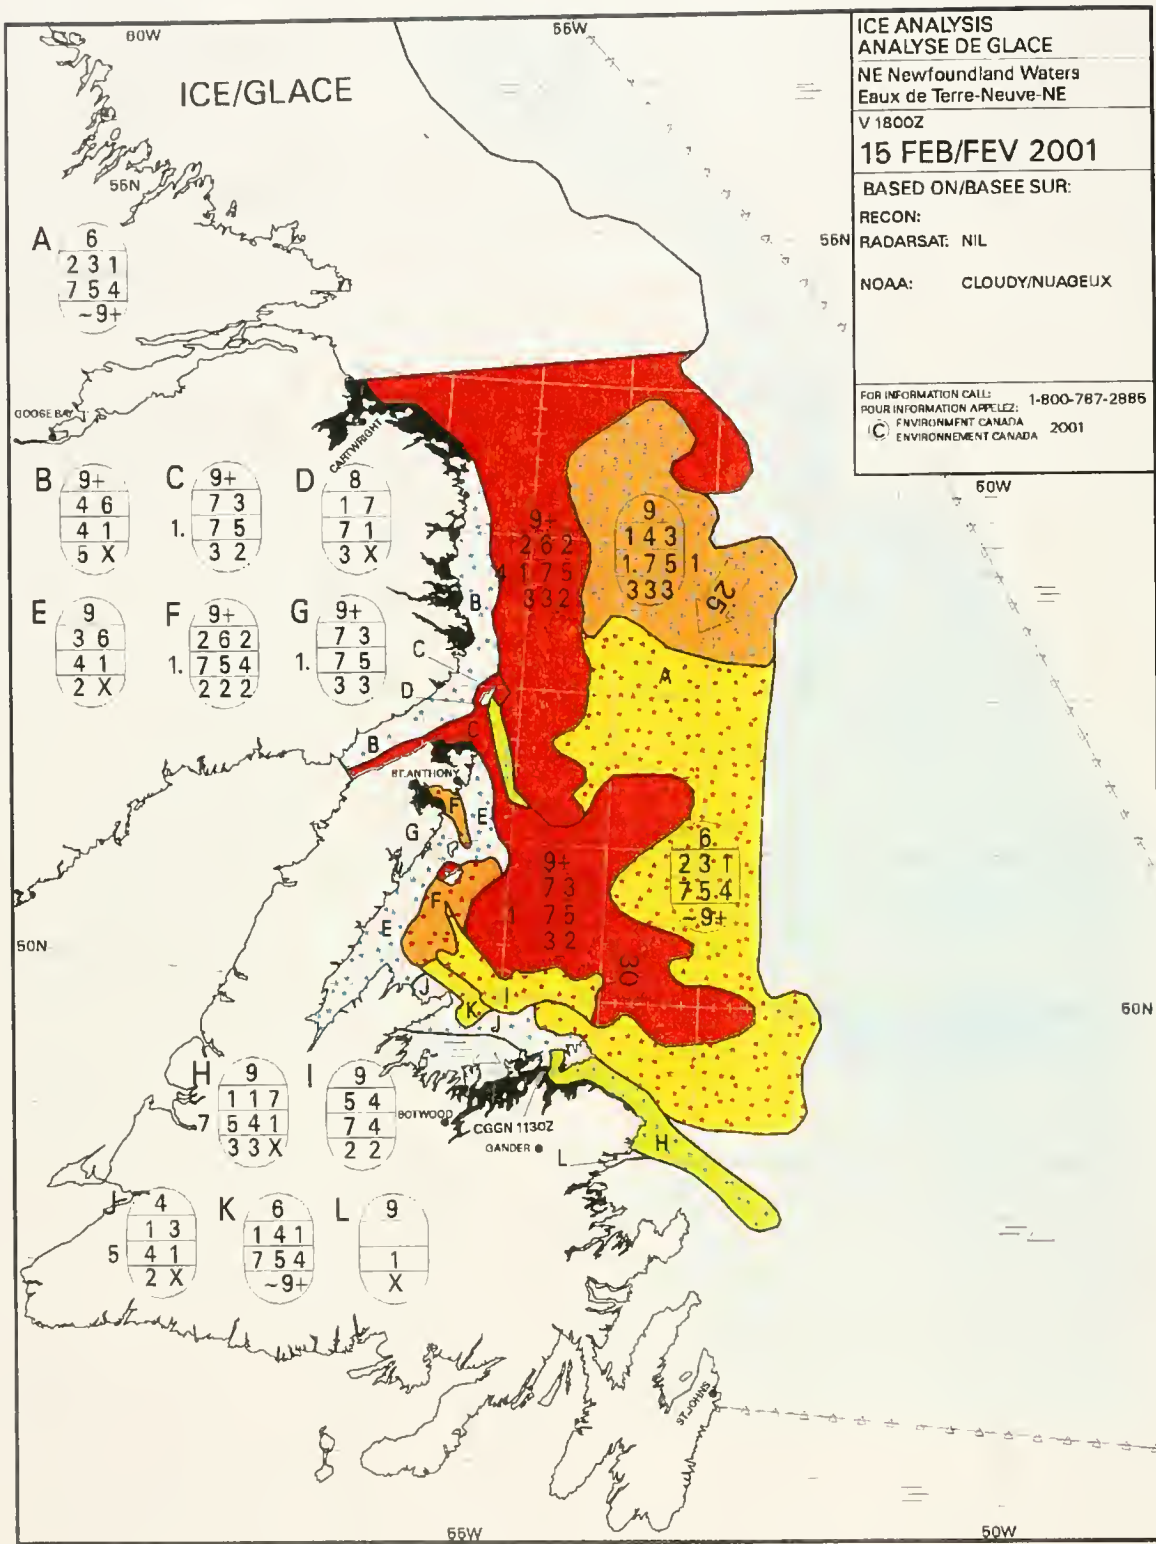 60W
56W
ICE ANALYSIS
ANALYSE DE GLACE
NE Newfoundland Waters
Eaux de Terre-Neuve-NE
V 1800Z
15 FEB/FEV 2001
BASED ON/BASEE SUR:
RECON:
RADARSAT: NIL
NOAA: CLOUDY/NUAGEUX
FOR INFORMATION CALL:
POUR INFORMATION APPELEZ: 1-800-767-2885
© ENVIRONMENT CANADA
ENVIRONNEMENT CANADA 2001
ICE/GLACE
55N
56N
A
6
2 3 1
7 5 4
~9+
GOOSE BAY
CARTWRIGHT
50W
B
9+
4 6
4 1
5 X
C
9+
7 3
1. 7 5
3 2
D
8
1 7
7 1
3 X
9+
2 6 2
4 1 7 5
3 3 2
9
1 4 3
1. 7 5 1
3 3 3
25
E
9
3 6
4 1
2 X
F
9+
2 6 2
1. 7 5 4
2 2 2
G
9+
7 3
1. 7 5
3 3
B
C
D
A
B
C
ST.ANTHONY
F
E
G
6
2 3 1
7 5 4
~9+
9+
7 3
1 7 5
3 2
F
E
30
50N
J
K
I
J
50N
H
9
1 1 7
7 5 4 1
3 3 X
I
9
5 4
7 4
2 2
BOTWOOD
CGGN 1130Z
GANDER
L
H
J
4
1 3
5 4 1
2 X
K
6
1 4 1
7 5 4
~9+
L
9
1
X
ST.JOHNS
55W
50W